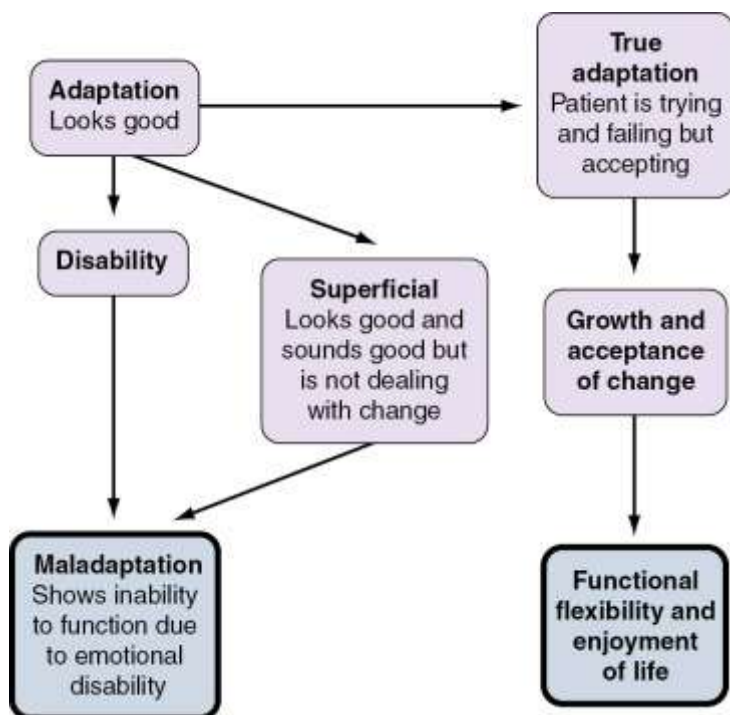 Adaptation
Looks good
True
adaptation
Patient is trying
and failing but
accepting
Disability
Superficial
Looks good and
sounds good but
is not dealing
with change
Growth and
acceptance
of change
Maladaptation
Shows inability
to function due
to emotional
disability
Functional
flexibility and
enjoyment
of life